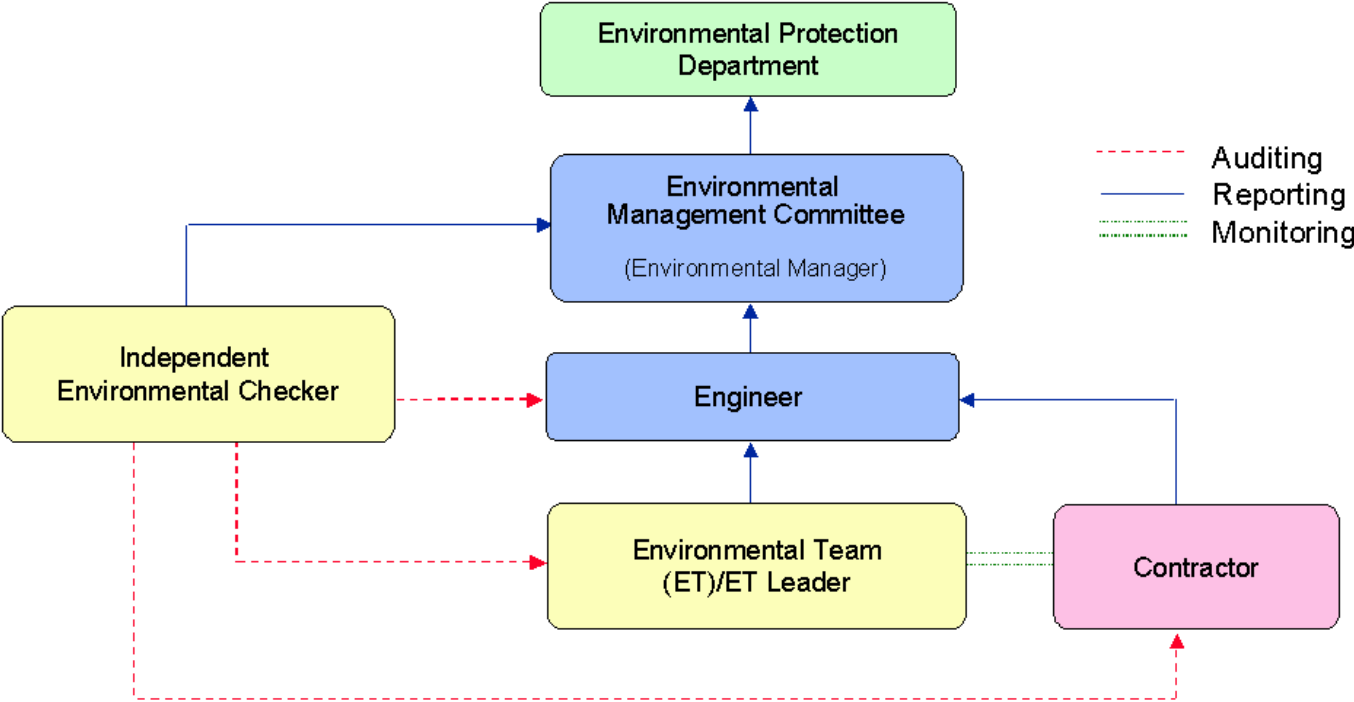 Environmental Protection
Department
Environmental
Management Committee
(Environmental Manager)
Auditing
Reporting
Monitoring
Independent
Environmental Checker
Engineer
Environmental Team
(ET)/ET Leader
Contractor